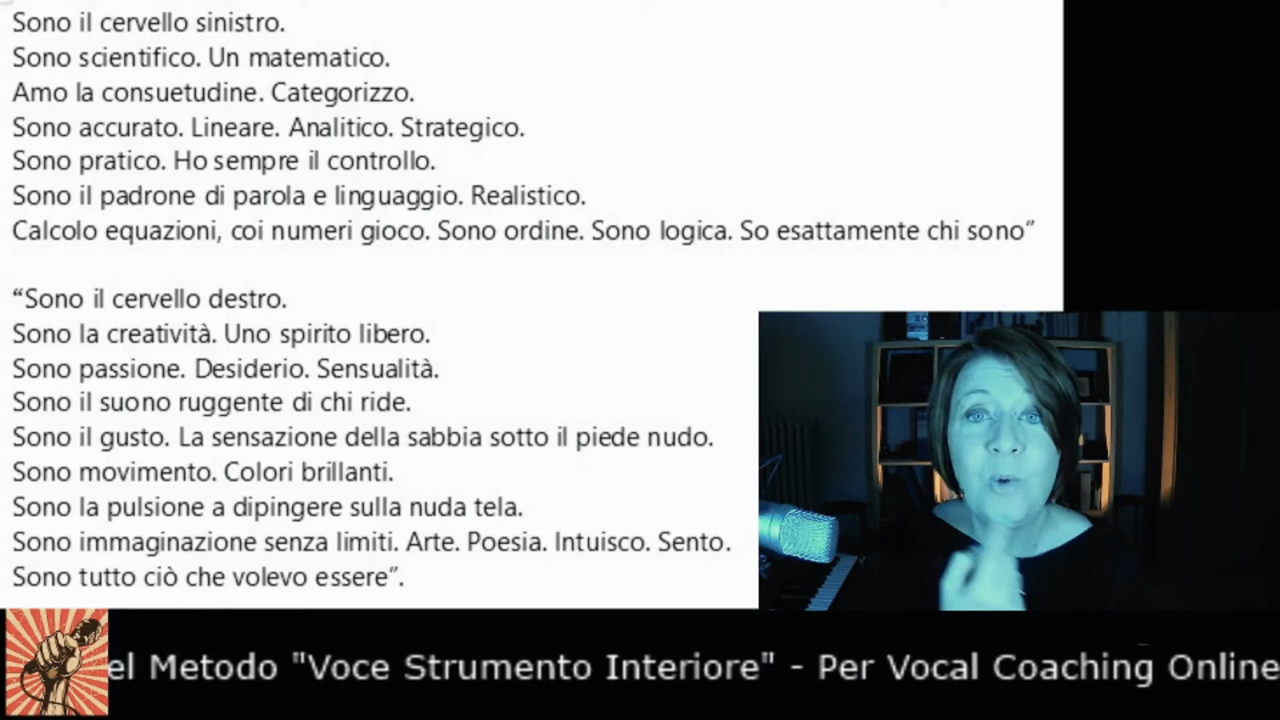 Sono il cervello sinistro.
Sono scientifico. Un matematico.
Amo la consuetudine. Categorizzo.
Sono accurato. Lineare. Analitico. Strategico.
Sono pratico. Ho sempre il controllo.
Sono il padrone di parola e linguaggio. Realistico.
Calcolo equazioni, coi numeri gioco. Sono ordine. Sono logica. So esattamente chi sono”
“Sono il cervello destro.
Sono la creatività. Uno spirito libero.
Sono passione. Desiderio. Sensualità.
Sono il suono ruggente di chi ride.
Sono il gusto. La sensazione della sabbia sotto il piede nudo.
Sono movimento. Colori brillanti.
Sono la pulsione a dipingere sulla nuda tela.
Sono immaginazione senza limiti. Arte. Poesia. Intuisco. Sento.
Sono tutto ciò che volevo essere”.
el Metodo "Voce Strumento Interiore" - Per Vocal Coaching Online